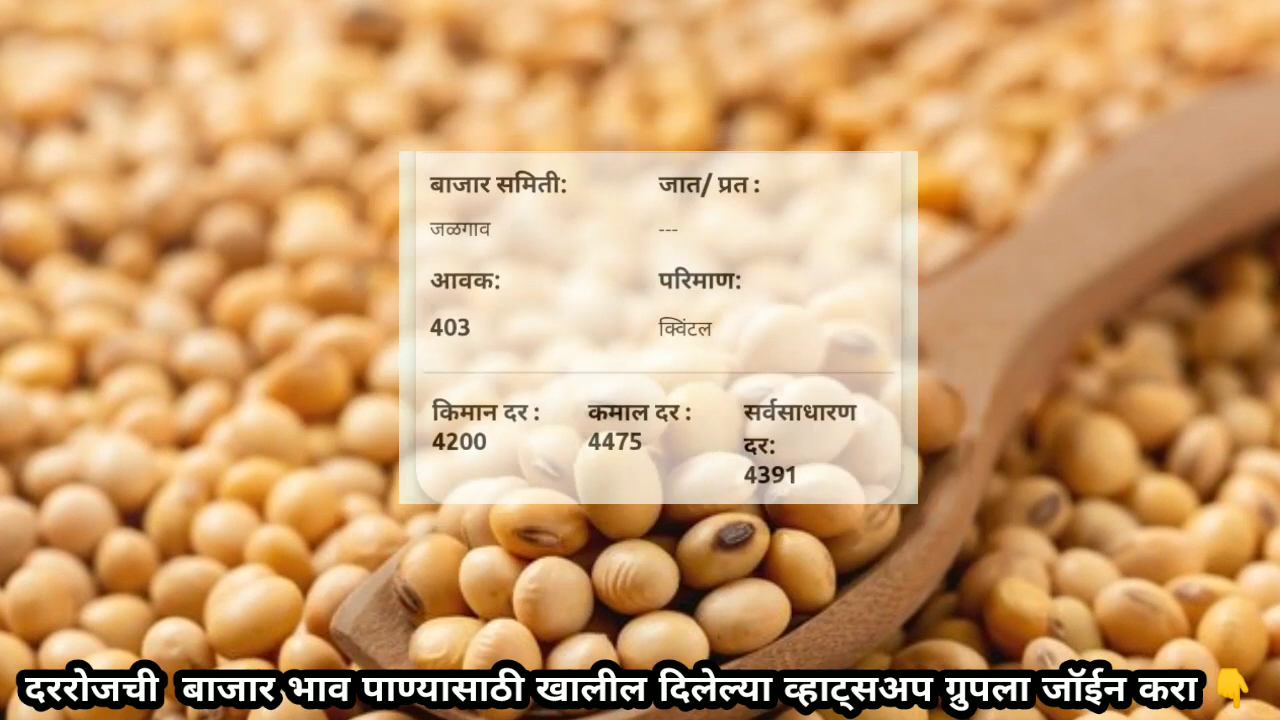 बाजार समिती: जात/ प्रत :
जळगाव ---
आवक: परिमाण:
403 क्विंटल
किमान दर : कमाल दर : सर्वसाधारण
4200 4475 दर:
4391
दररोजची बाजार भाव पाण्यासाठी खालील दिलेल्या व्हाट्सअप ग्रुपला जॉईन करा 👇